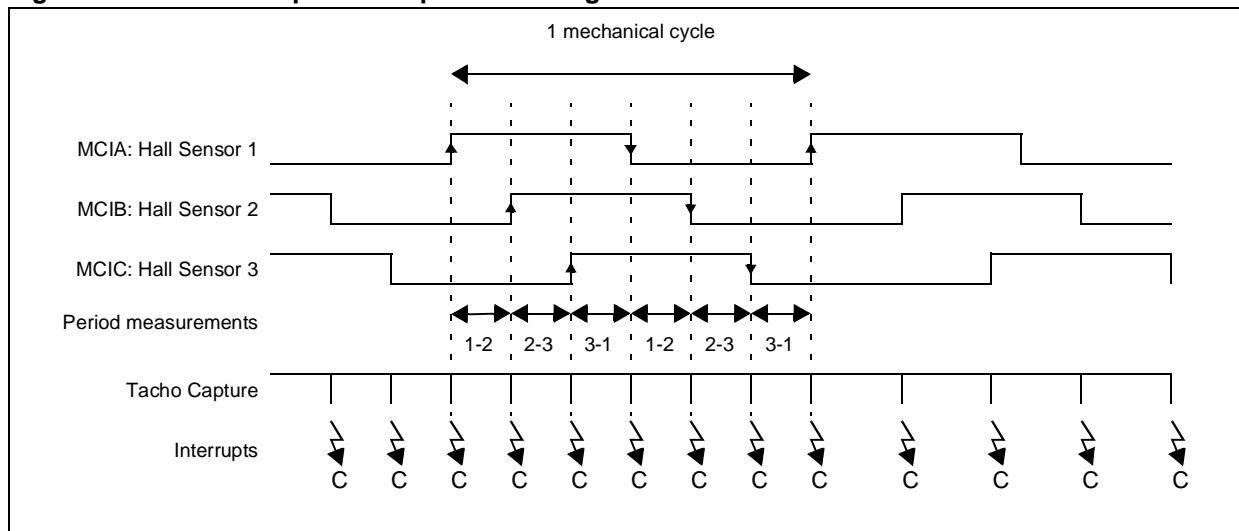 1 mechanical cycle
MCIA: Hall Sensor 1
MCIB: Hall Sensor 2
MCIC: Hall Sensor 3
Period measurements
1-2 2-3 3-1 1-2 2-3 3-1
Tacho Capture
Interrupts
C C C C C C C C C C C C C